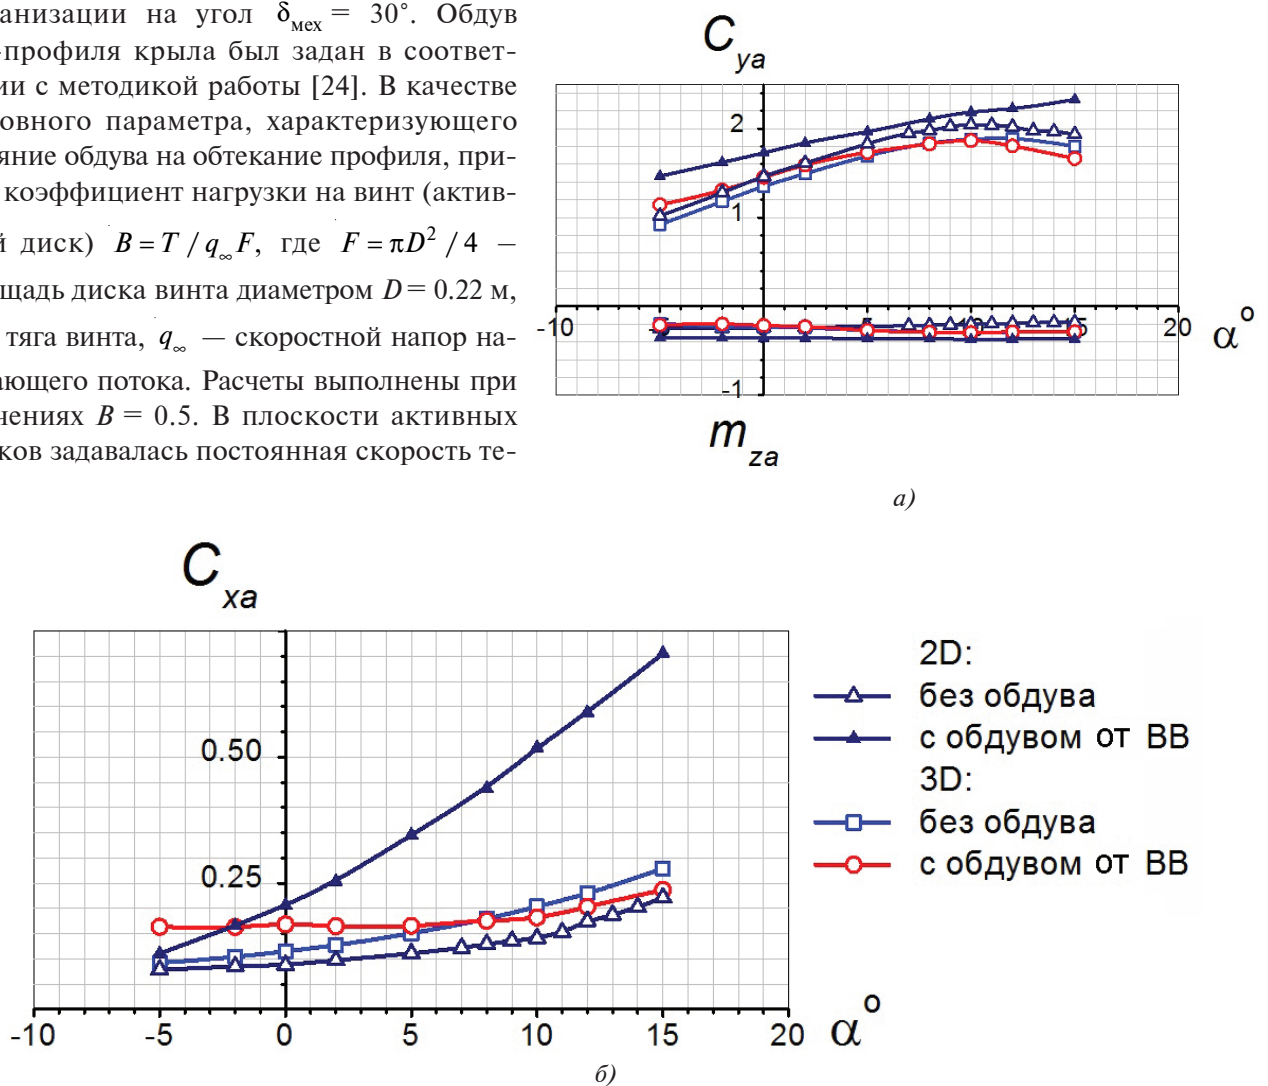 анизации на угол δмех = 30°. Обдув
-профиля крыла был задан в соответ-
ии с методикой работы [24]. В качестве
овного параметра, характеризующего
яние обдува на обтекание профиля, при-
коэффициент нагрузки на винт (актив-
й диск) B = T / q∞F, где F = πD² / 4 —
щадь диска винта диаметром D = 0.22 м,
тяга винта, q∞ — скоростной напор на-
ающего потока. Расчеты выполнены при
чениях B = 0.5. В плоскости активных
ков задавалась постоянная скорость те-
Cya
2
1
-10
20
α°
-1
mza
а)
Cxa
0.50
0.25
-10 -5 0 5 10 15 20 α°
б)
2D:
без обдува
с обдувом от ВВ
3D:
без обдува
с обдувом от ВВ